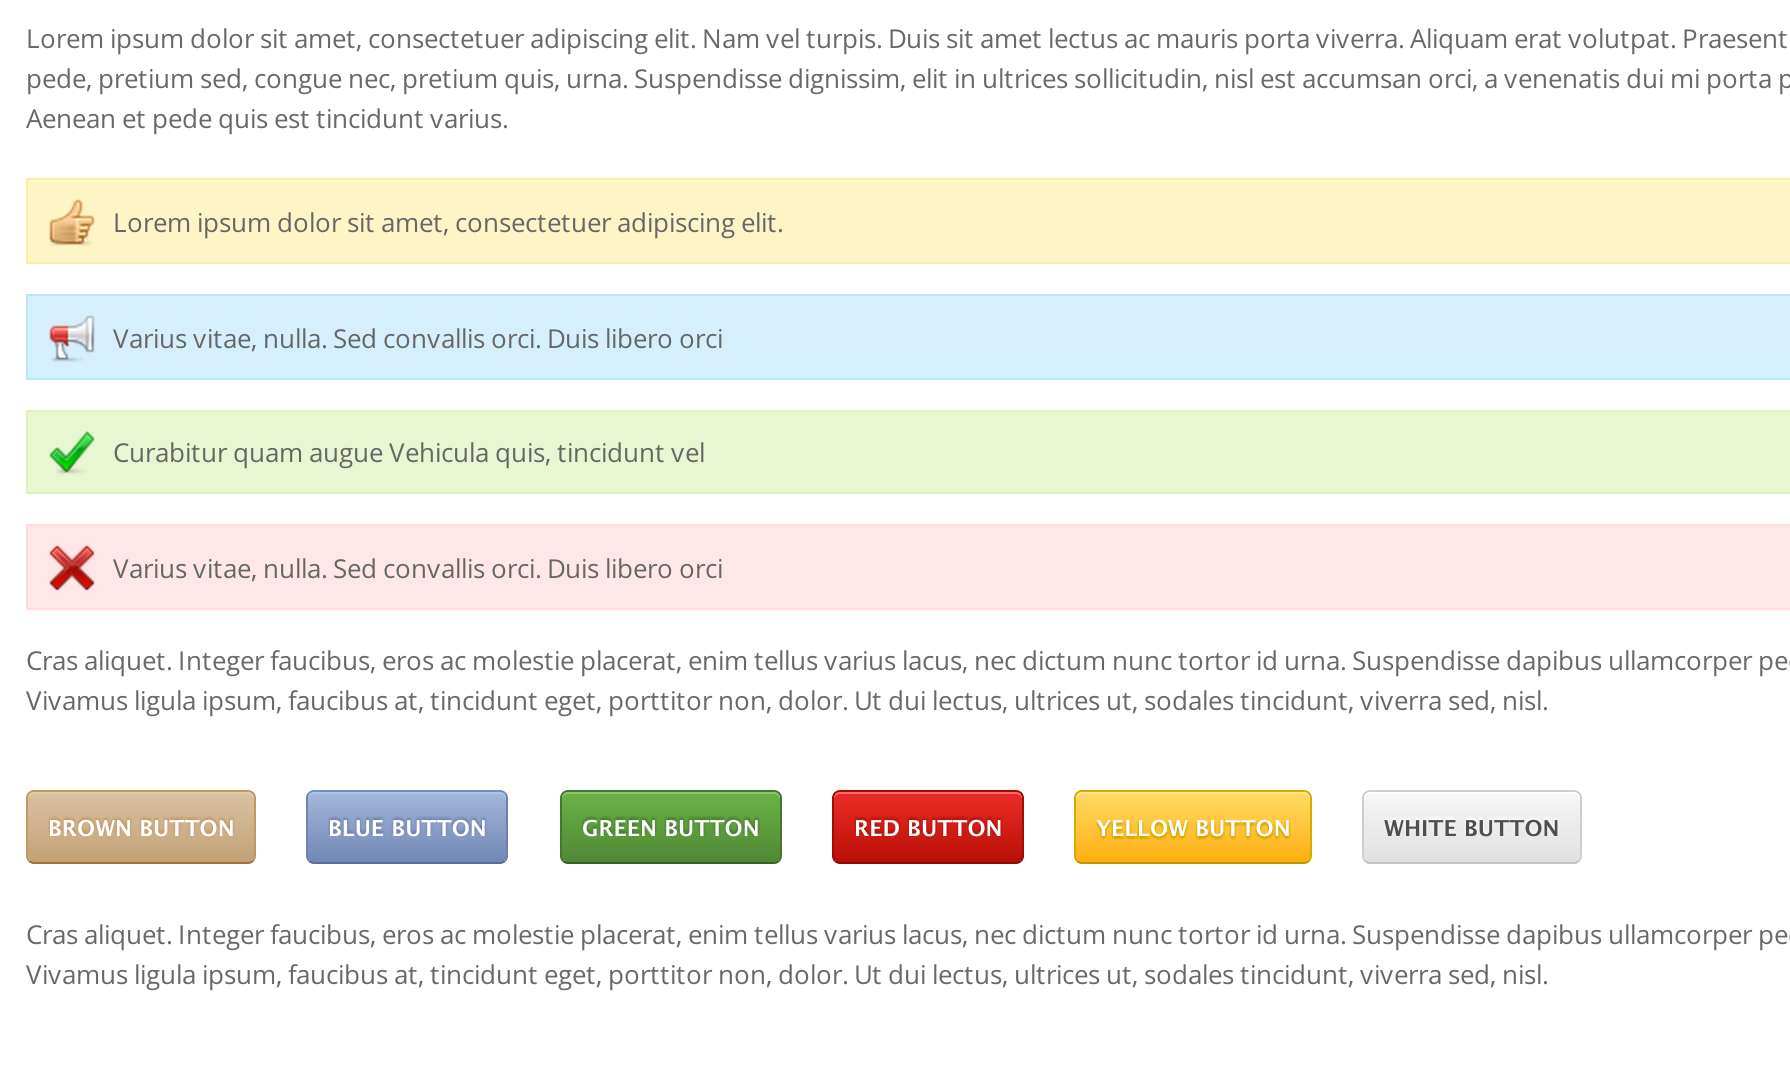 Lorem ipsum dolor sit amet, consectetuer adipiscing elit. Nam vel turpis. Duis sit amet lectus ac mauris porta viverra. Aliquam erat volutpat. Praesent
pede, pretium sed, congue nec, pretium quis, urna. Suspendisse dignissim, elit in ultrices sollicitudin, nisl est accumsan orci, a venenatis dui mi porta
Aenean et pede quis est tincidunt varius.
Lorem ipsum dolor sit amet, consectetuer adipiscing elit.
Varius vitae, nulla. Sed convallis orci. Duis libero orci
Curabitur quam augue Vehicula quis, tincidunt vel
Varius vitae, nulla. Sed convallis orci. Duis libero orci
Cras aliquet. Integer faucibus, eros ac molestie placerat, enim tellus varius lacus, nec dictum nunc tortor id urna. Suspendisse dapibus ullamcorper
Vivamus ligula ipsum, faucibus at, tincidunt eget, porttitor non, dolor. Ut dui lectus, ultrices ut, sodales tincidunt, viverra sed, nisl.
BROWN BUTTON BLUE BUTTON GREEN BUTTON RED BUTTON YELLOW BUTTON WHITE BUTTON
Cras aliquet. Integer faucibus, eros ac molestie placerat, enim tellus varius lacus, nec dictum nunc tortor id urna. Suspendisse dapibus ullamcorper
Vivamus ligula ipsum, faucibus at, tincidunt eget, porttitor non, dolor. Ut dui lectus, ultrices ut, sodales tincidunt, viverra sed, nisl.